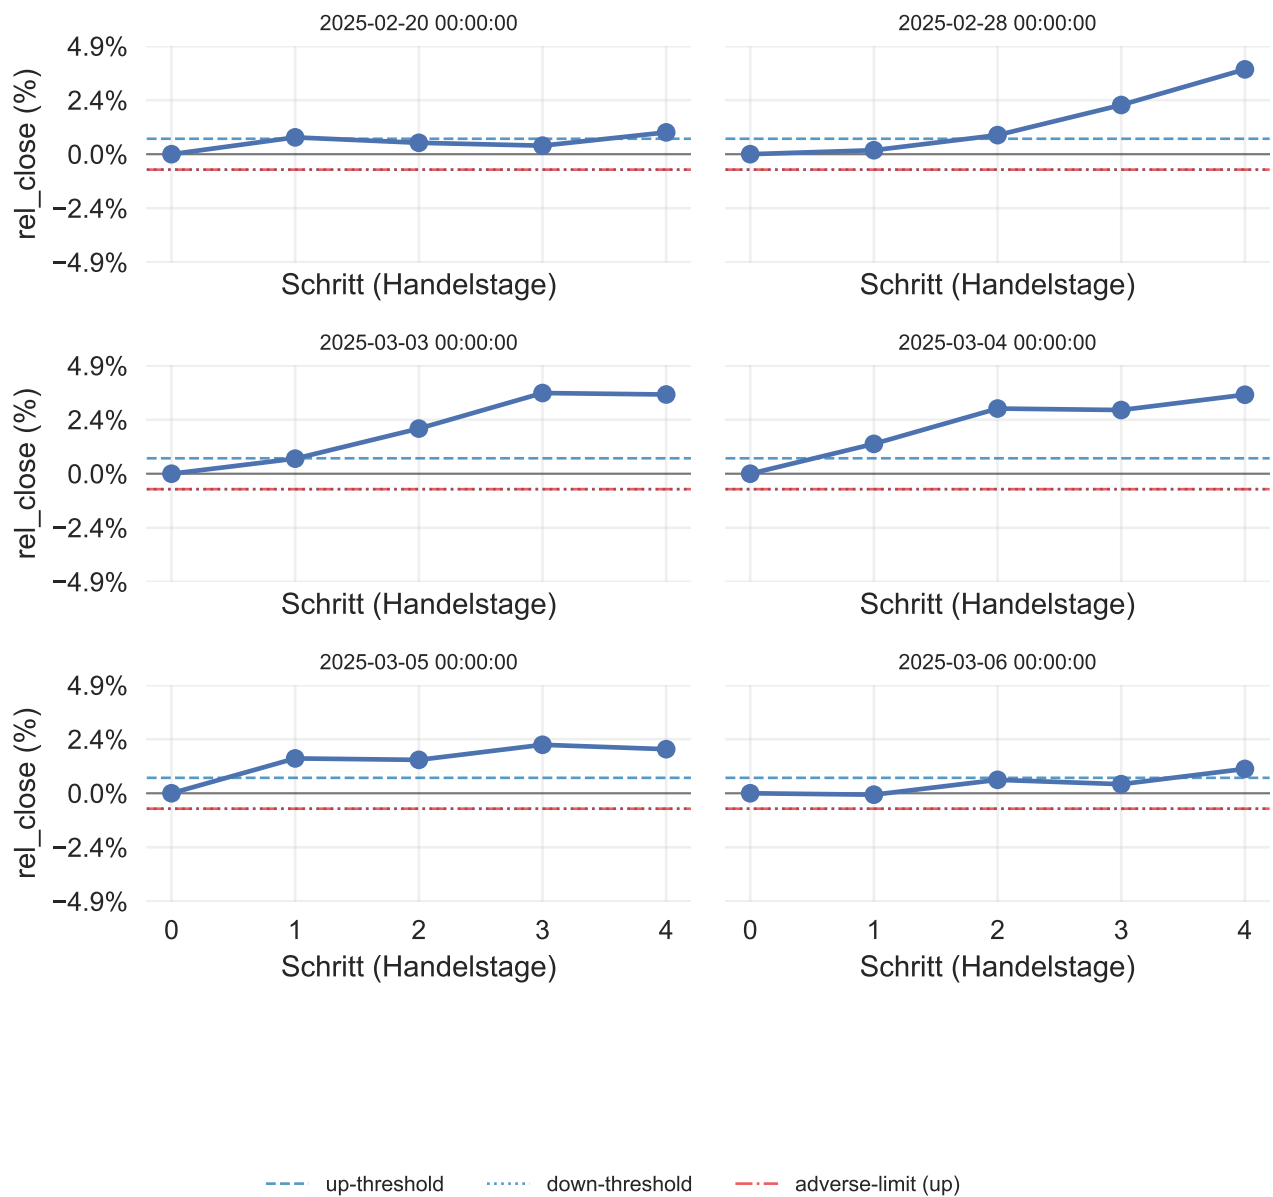 2025-02-20 00:00:00
2025-02-28 00:00:00
4.9%
2.4%
0.0%
−2.4%
−4.9%
rel_close (%)
Schritt (Handelstage)
Schritt (Handelstage)
2025-03-03 00:00:00
2025-03-04 00:00:00
4.9%
2.4%
0.0%
−2.4%
−4.9%
rel_close (%)
Schritt (Handelstage)
Schritt (Handelstage)
2025-03-05 00:00:00
2025-03-06 00:00:00
4.9%
2.4%
0.0%
−2.4%
−4.9%
rel_close (%)
0 1 2 3 4
0 1 2 3 4
Schritt (Handelstage)
Schritt (Handelstage)
up-threshold
down-threshold
adverse-limit (up)